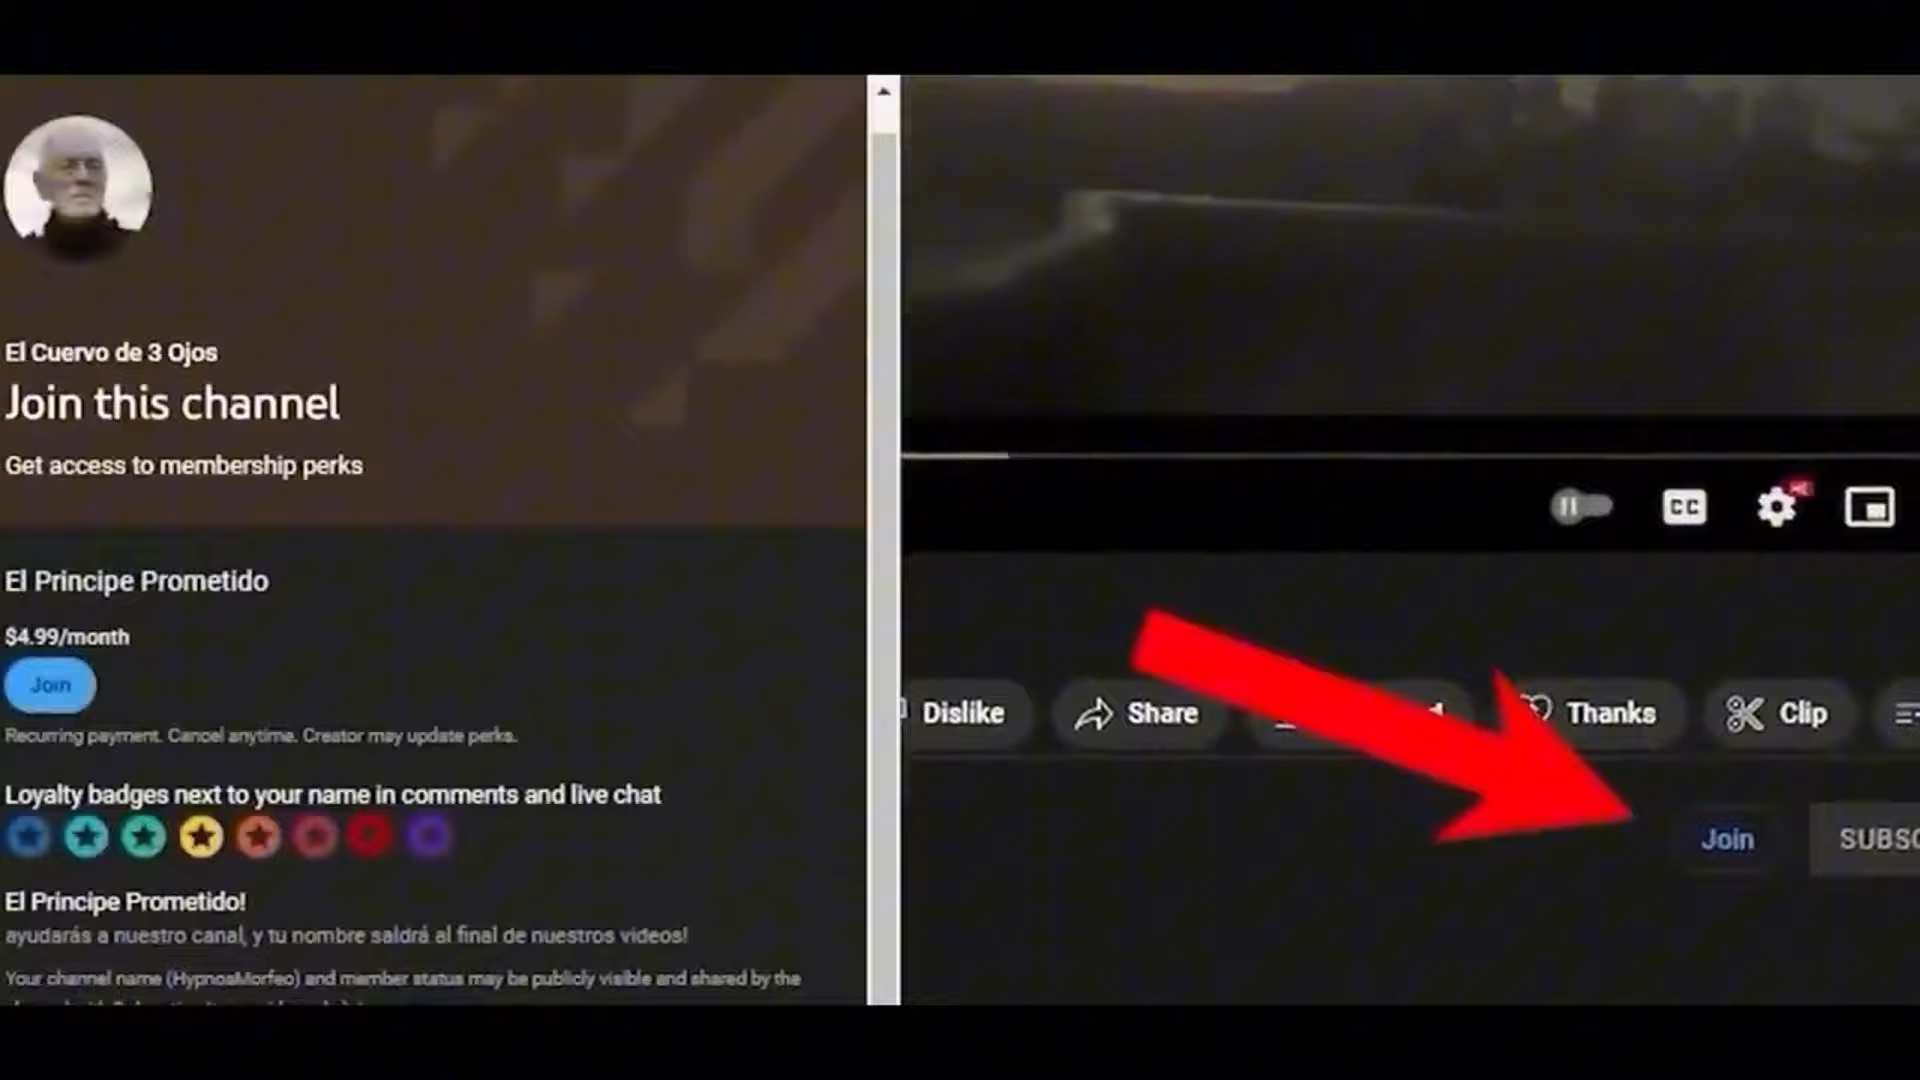 El Cuervo de 3 Ojos
Join this channel
Get access to membership perks
El Principe Prometido
$4.99/month
Join
Recurring payment. Cancel anytime. Creator may update perks.
Loyalty badges next to your name in comments and live chat
El Principe Prometido!
ayudarás a nuestro canal, y tu nombre saldrá al final de nuestros videos!
Your channel name (HypnosMorfeo) and member status may be publicly visible and shared by the
CC
Dislike
Share
Thanks
Clip
Join
SUBSC